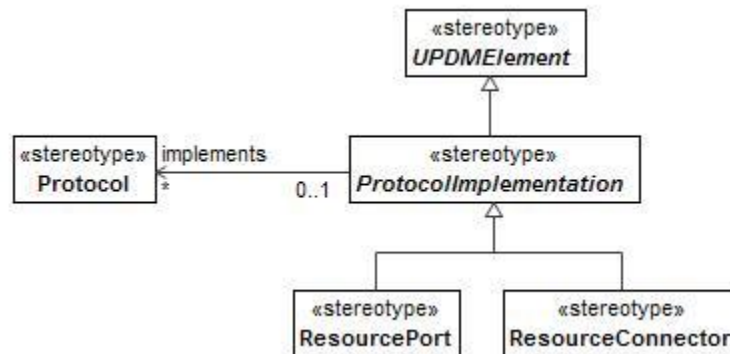 «stereotype»
UPDMElement
«stereotype»
Protocol
implements
*
0..1
«stereotype»
ProtocolImplementation
«stereotype»
ResourcePort
«stereotype»
ResourceConnector